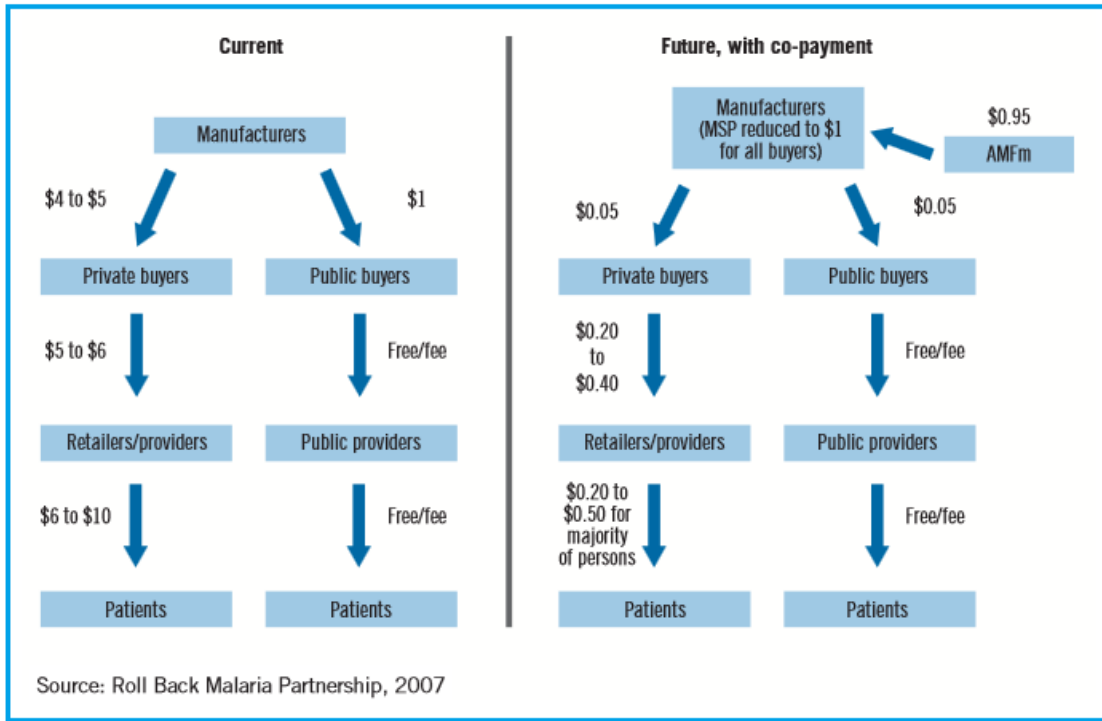 Current
Manufacturers
$4 to $5
$1
Private buyers
Public buyers
$5 to $6
Free/fee
Retailers/providers
Public providers
$6 to $10
Free/fee
Patients
Patients
Future, with co-payment
Manufacturers
(MSP reduced to $1
for all buyers)
$0.95
AMFm
$0.05
$0.05
Private buyers
Public buyers
$0.20
to
$0.40
Free/fee
Retailers/providers
Public providers
$0.20 to
$0.50 for
majority
of persons
Free/fee
Patients
Patients
Source: Roll Back Malaria Partnership, 2007